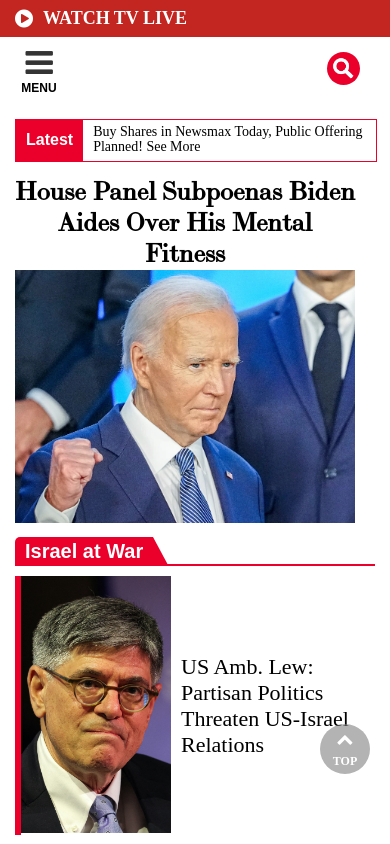 WATCH TV LIVE
MENU
Latest
Buy Shares in Newsmax Today, Public Offering
Planned! See More
House Panel Subpoenas Biden
Aides Over His Mental
Fitness
Israel at War
US Amb. Lew:
Partisan Politics
Threaten US-Israel
Relations
TOP